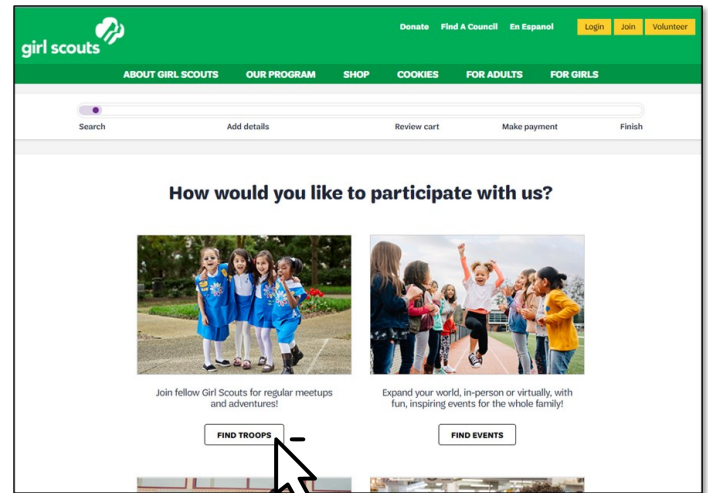 girl scouts
Donate Find A Council En Espanol Login Join Volunteer
ABOUT GIRL SCOUTS OUR PROGRAM SHOP COOKIES FOR ADULTS FOR GIRLS
Search Add details Review cart Make payment Finish
How would you like to participate with us?
Join fellow Girl Scouts for regular meetups
and adventures!
FIND TROOPS
Expand your world, in-person or virtually, with
fun, inspiring events for the whole family!
FIND EVENTS